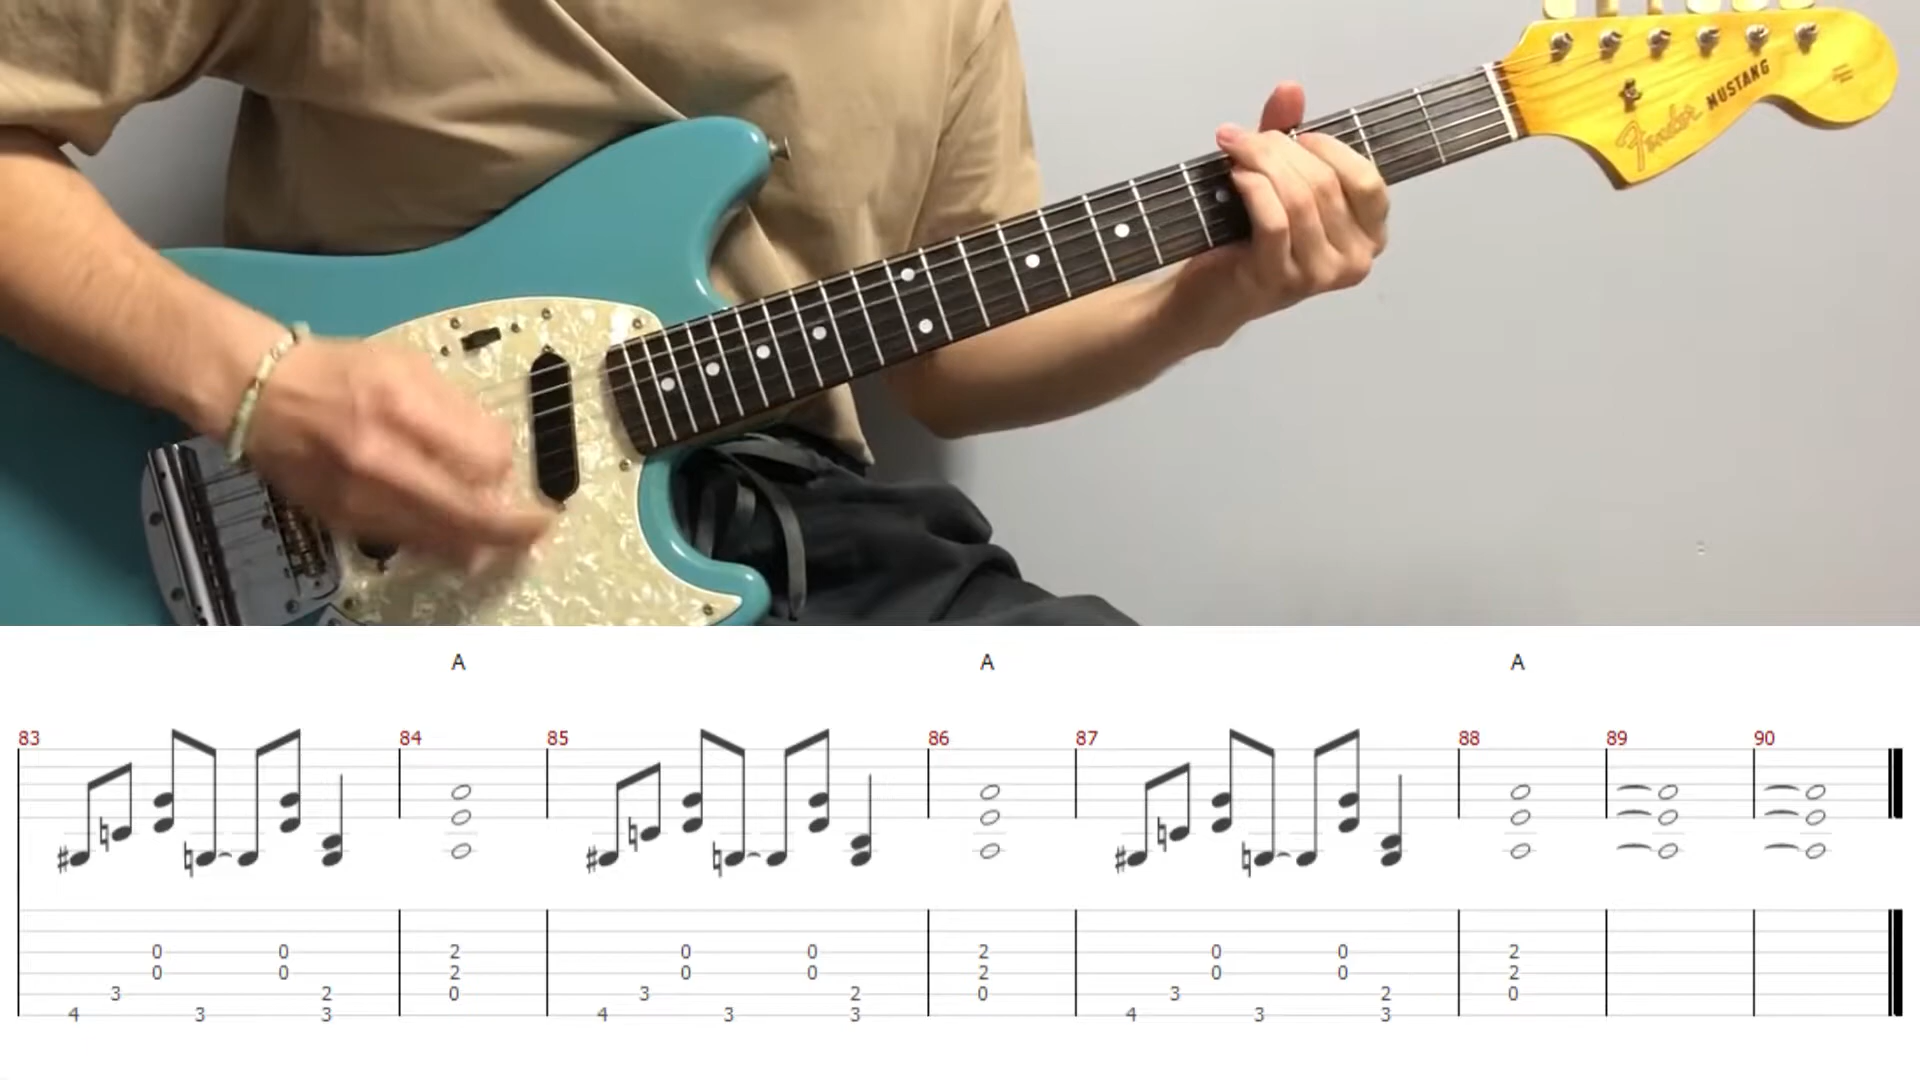 Fender MUSTANG
A A A
83 84 85 86 87 88 89 90
0 0 2 0 0 2 0 0 2
0 0 2 0 0 2 0 0 2
3 2 0 3 2 0 3 2 0
4 3 3 4 3 3 4 3 3